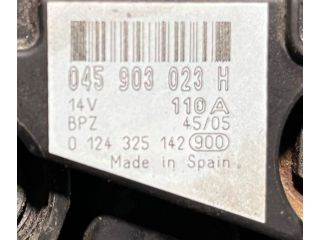 045 903 023 H
14V 110A
BPZ 45/05
0 124 325 142 900
Made in Spain.